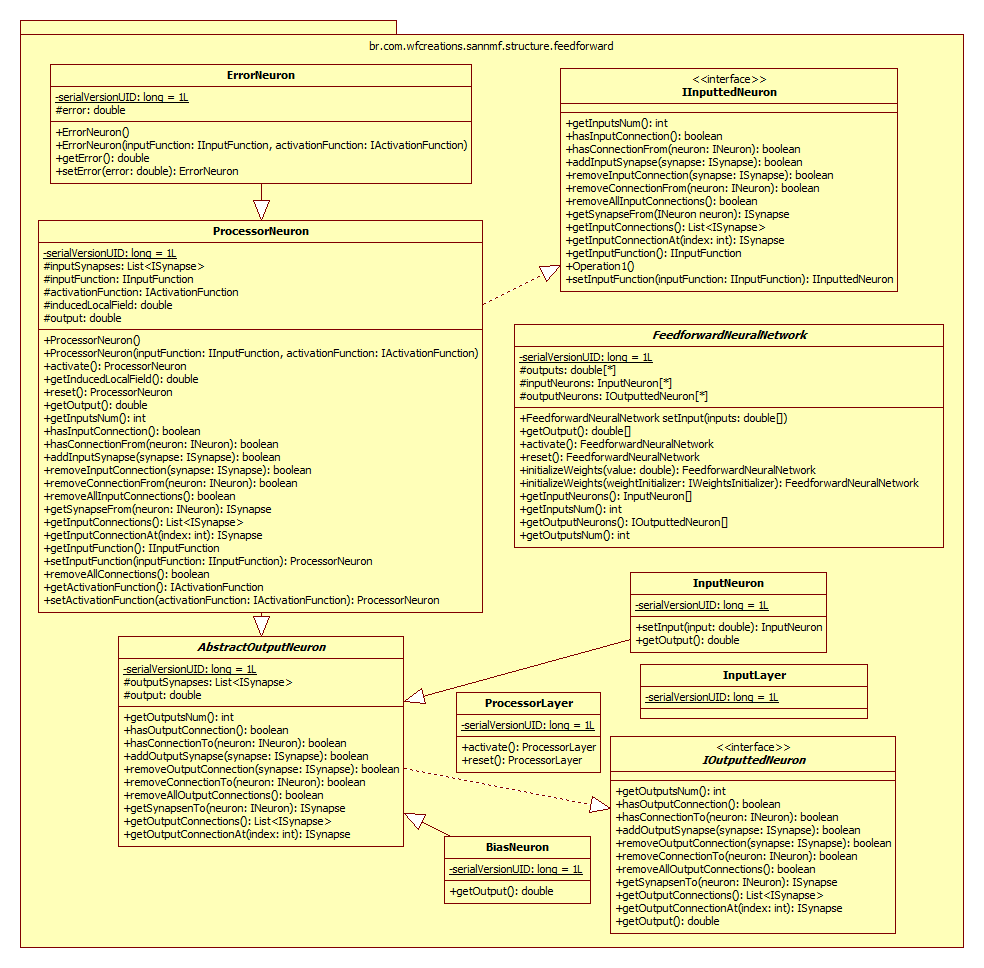 br.com.wfcreations.sannmf.structure.feedforward
ErrorNeuron
-serialVersionUID: long = 1L
#error: double
+ErrorNeuron()
+ErrorNeuron(inputFunction: IInputFunction, activationFunction: IActivationFunction)
+getError(): double
+setError(error: double): ErrorNeuron
<<interface>>
IInputtedNeuron
+getInputsNum(): int
+hasInputConnection(): boolean
+hasConnectionFrom(neuron: INeuron): boolean
+addInputSynapse(synapse: ISynapse): boolean
+removeInputConnection(synapse: ISynapse): boolean
+removeConnectionFrom(neuron: INeuron): boolean
+removeAllInputConnections(): boolean
+getSynapseFrom(INeuron neuron): ISynapse
+getInputConnections(): List<ISynapse>
+getInputConnectionAt(index: int): ISynapse
+getInputFunction(): IInputFunction
+Operation1()
+setInputFunction(inputFunction: IInputFunction): IInputtedNeuron
ProcessorNeuron
-serialVersionUID: long = 1L
#inputSynapses: List<ISynapse>
#inputFunction: IInputFunction
#activationFunction: IActivationFunction
#inducedLocalField: double
#output: double
+ProcessorNeuron()
+ProcessorNeuron(inputFunction: IInputFunction, activationFunction: IActivationFunction)
+activate(): ProcessorNeuron
+getInducedLocalField(): double
+reset(): ProcessorNeuron
+getOutput(): double
+getInputsNum(): int
+hasInputConnection(): boolean
+hasConnectionFrom(neuron: INeuron): boolean
+addInputSynapse(synapse: ISynapse): boolean
+removeInputConnection(synapse: ISynapse): boolean
+removeConnectionFrom(neuron: INeuron): boolean
+removeAllInputConnections(): boolean
+getSynapseFrom(neuron: INeuron): ISynapse
+getInputConnections(): List<ISynapse>
+getInputConnectionAt(index: int): ISynapse
+getInputFunction(): IInputFunction
+setInputFunction(inputFunction: IInputFunction): ProcessorNeuron
+removeAllConnections(): boolean
+getActivationFunction(): IActivationFunction
+setActivationFunction(activationFunction: IActivationFunction): ProcessorNeuron
FeedforwardNeuralNetwork
-serialVersionUID: long = 1L
#outputs: double[*]
#inputNeurons: InputNeuron[*]
#outputNeurons: IOutputtedNeuron[*]
+FeedforwardNeuralNetwork setInput(inputs: double[])
+getOutput(): double[]
+activate(): FeedforwardNeuralNetwork
+reset(): FeedforwardNeuralNetwork
+initializeWeights(value: double): FeedforwardNeuralNetwork
+initializeWeights(weightInitializer: IWeightsInitializer): FeedforwardNeuralNetwork
+getInputNeurons(): InputNeuron[]
+getInputsNum(): int
+getOutputNeurons(): IOutputtedNeuron[]
+getOutputsNum(): int
InputNeuron
-serialVersionUID: long = 1L
+setInput(input: double): InputNeuron
+getOutput(): double
AbstractOutputNeuron
-serialVersionUID: long = 1L
#outputSynapses: List<ISynapse>
#output: double
+getOutputsNum(): int
+hasOutputConnection(): boolean
+hasConnectionTo(neuron: INeuron): boolean
+addOutputSynapse(synapse: ISynapse): boolean
+removeOutputConnection(synapse: ISynapse): boolean
+removeConnectionTo(neuron: INeuron): boolean
+removeAllOutputConnections(): boolean
+getSynapsenTo(neuron: INeuron): ISynapse
+getOutputConnections(): List<ISynapse>
+getOutputConnectionAt(index: int): ISynapse
InputLayer
-serialVersionUID: long = 1L
ProcessorLayer
-serialVersionUID: long = 1L
+activate(): ProcessorLayer
+reset(): ProcessorLayer
<<interface>>
IOutputtedNeuron
+getOutputsNum(): int
+hasOutputConnection(): boolean
+hasConnectionTo(neuron: INeuron): boolean
+addOutputSynapse(synapse: ISynapse): boolean
+removeOutputConnection(synapse: ISynapse): boolean
+removeConnectionTo(neuron: INeuron): boolean
+removeAllOutputConnections(): boolean
+getSynapsenTo(neuron: INeuron): ISynapse
+getOutputConnections(): List<ISynapse>
+getOutputConnectionAt(index: int): ISynapse
+getOutput(): double
BiasNeuron
-serialVersionUID: long = 1L
+getOutput(): double